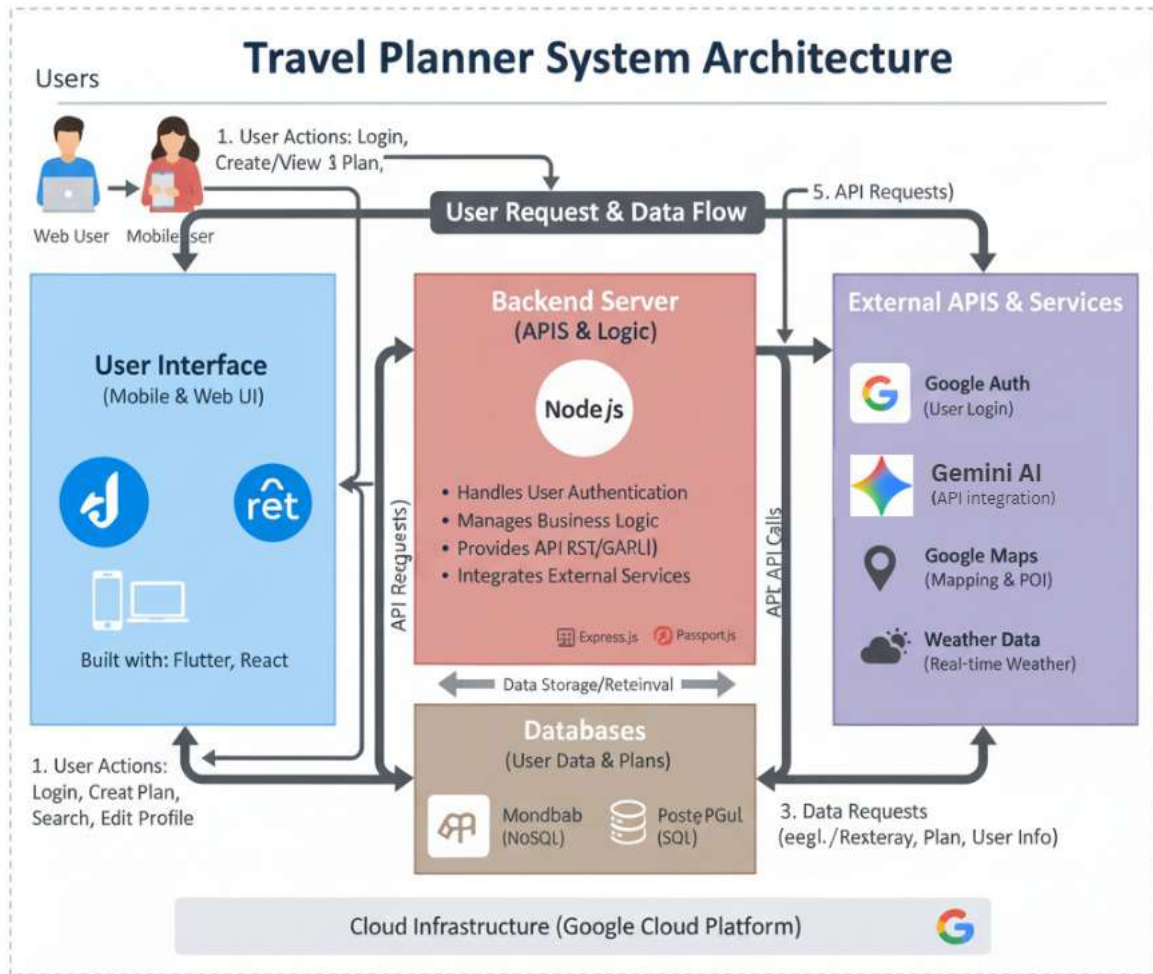 Travel Planner System Architecture
Users
1. User Actions: Login,
Create/View & Plan,
Web User
Mobile ser
User Request & Data Flow
5. API Requests)
User Interface
(Mobile & Web UI)
ret
Built with: Flutter, React
Backend Server
(APIS & Logic)
Node js
• Handles User Authentication
• Manages Business Logic
• Provides API RST/GARLI)
• Integrates External Services
Express.js
Passport.js
API Recguests)
APt API Calls
External APIS & Services
Google Auth
(User Login)
Gemini AI
(API integration)
Google Maps
(Mapping & POI)
Weather Data
(Real-time Weather)
Data Storage/Reteinval
Databases
(User Data & Plans)
Mondbab
(NoSQL)
Poste PGul
(SQL)
1. User Actions:
Login, Creat Plan,
Search, Edit Profile
3. Data Requests
(eegl./Rexteray, Plan, User Info)
Cloud Infrastructure (Google Cloud Platform)